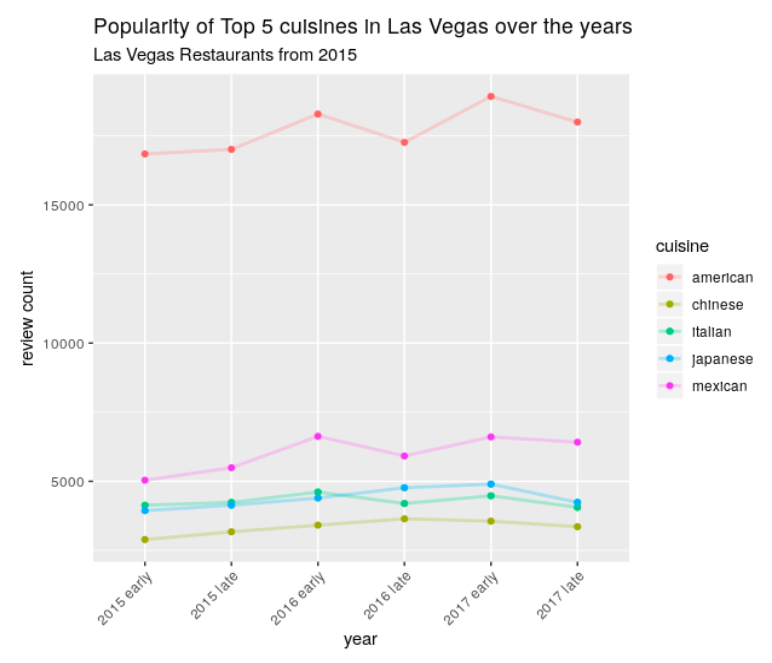 Popularity of Top 5 cuisines in Las Vegas over the years
Las Vegas Restaurants from 2015
15000
10000
5000
review count
2015 early
2015 late
2016 early
2016 late
2017 early
2017 late
year
cuisine
american
chinese
italian
japanese
mexican